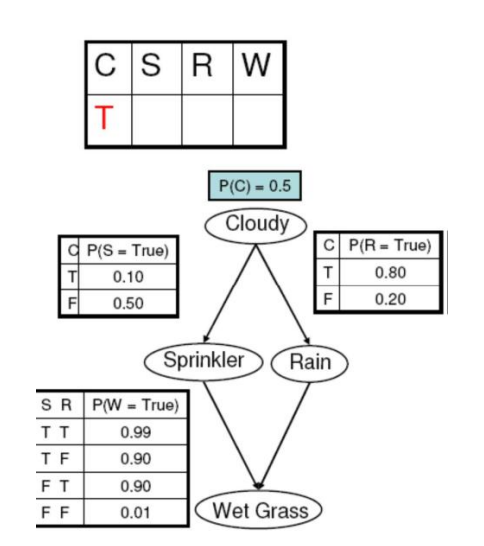 C S R W
T
P(C) = 0.5
Cloudy
C P(S = True)
T 0.10
F 0.50
C P(R = True)
T 0.80
F 0.20
Sprinkler
Rain
S R P(W = True)
T T 0.99
T F 0.90
F T 0.90
F F 0.01
Wet Grass